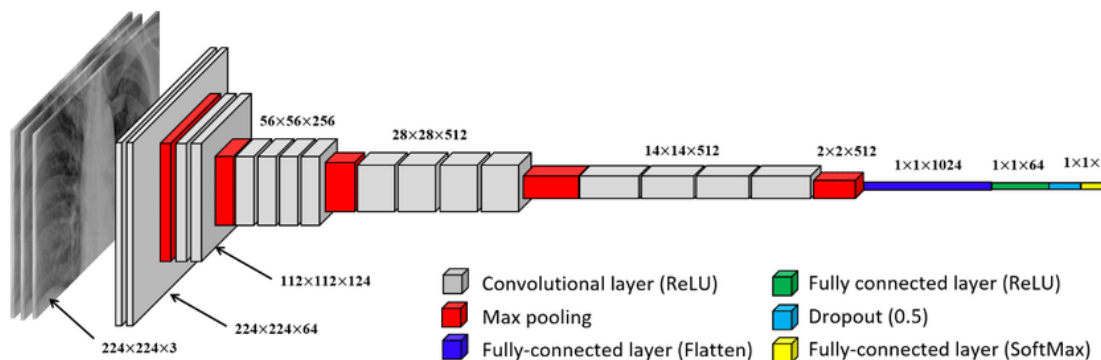 56×56×256
28×28×512
14×14×512
2×2×512
1×1×1024
1×1×64
112×112×124
224×224×64
224×224×3
Convolutional layer (ReLU)
Max pooling
Fully-connected layer (Flatten)
Fully connected layer (ReLU)
Dropout (0.5)
Fully-connected layer (SoftMax)